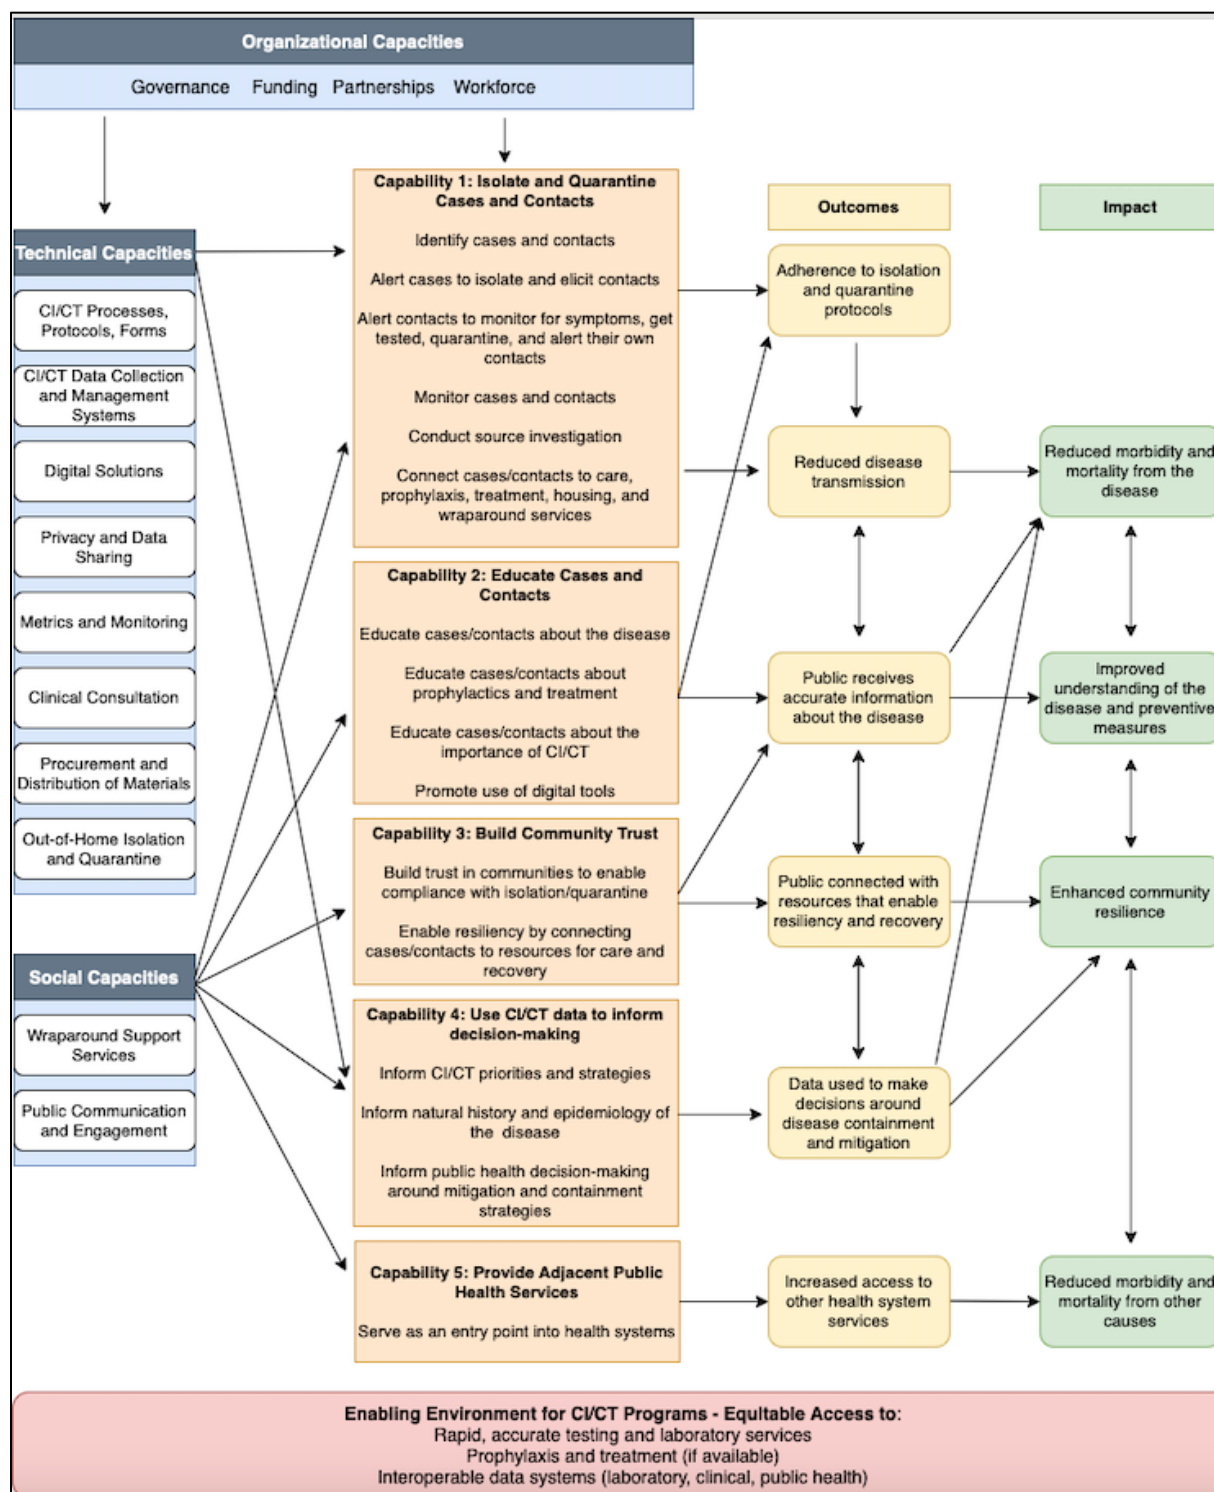 Organizational Capacities
Governance Funding Partnerships Workforce
Technical Capacities
CI/CT Processes,
Protocols, Forms
CI/CT Data Collection
and Management
Systems
Digital Solutions
Privacy and Data
Sharing
Metrics and Monitoring
Clinical Consultation
Procurement and
Distribution of Materials
Out-of-Home Isolation
and Quarantine
Social Capacities
Wraparound Support
Services
Public Communication
and Engagement
Capability 1: Isolate and Quarantine
Cases and Contacts
Identify cases and contacts
Alert cases to isolate and elicit contacts
Alert contacts to monitor for symptoms, get
tested, quarantine, and alert their own
contacts
Monitor cases and contacts
Conduct source investigation
Connect cases/contacts to care,
prophylaxis, treatment, housing, and
wraparound services
Capability 2: Educate Cases and
Contacts
Educate cases/contacts about the disease
Educate cases/contacts about
prophylactics and treatment
Educate cases/contacts about the
importance of CI/CT
Promote use of digital tools
Capability 3: Build Community Trust
Build trust in communities to enable
compliance with isolation/quarantine
Enable resiliency by connecting
cases/contacts to resources for care and
recovery
Capability 4: Use CI/CT data to inform
decision-making
Inform CI/CT priorities and strategies
Inform natural history and epidemiology of
the disease
Inform public health decision-making
around mitigation and containment
strategies
Capability 5: Provide Adjacent Public
Health Services
Serve as an entry point into health systems
Outcomes
Adherence to isolation
and quarantine
protocols
Reduced disease
transmission
Public receives
accurate information
about the disease
Public connected with
resources that enable
resiliency and recovery
Data used to make
decisions around
disease containment
and mitigation
Increased access to
other health system
services
Impact
Reduced morbidity and
mortality from the
disease
Improved
understanding of the
disease and preventive
measures
Enhanced community
resilience
Reduced morbidity and
mortality from other
causes
Enabling Environment for CI/CT Programs - Equitable Access to:
Rapid, accurate testing and laboratory services
Prophylaxis and treatment (if available)
Interoperable data systems (laboratory, clinical, public health)